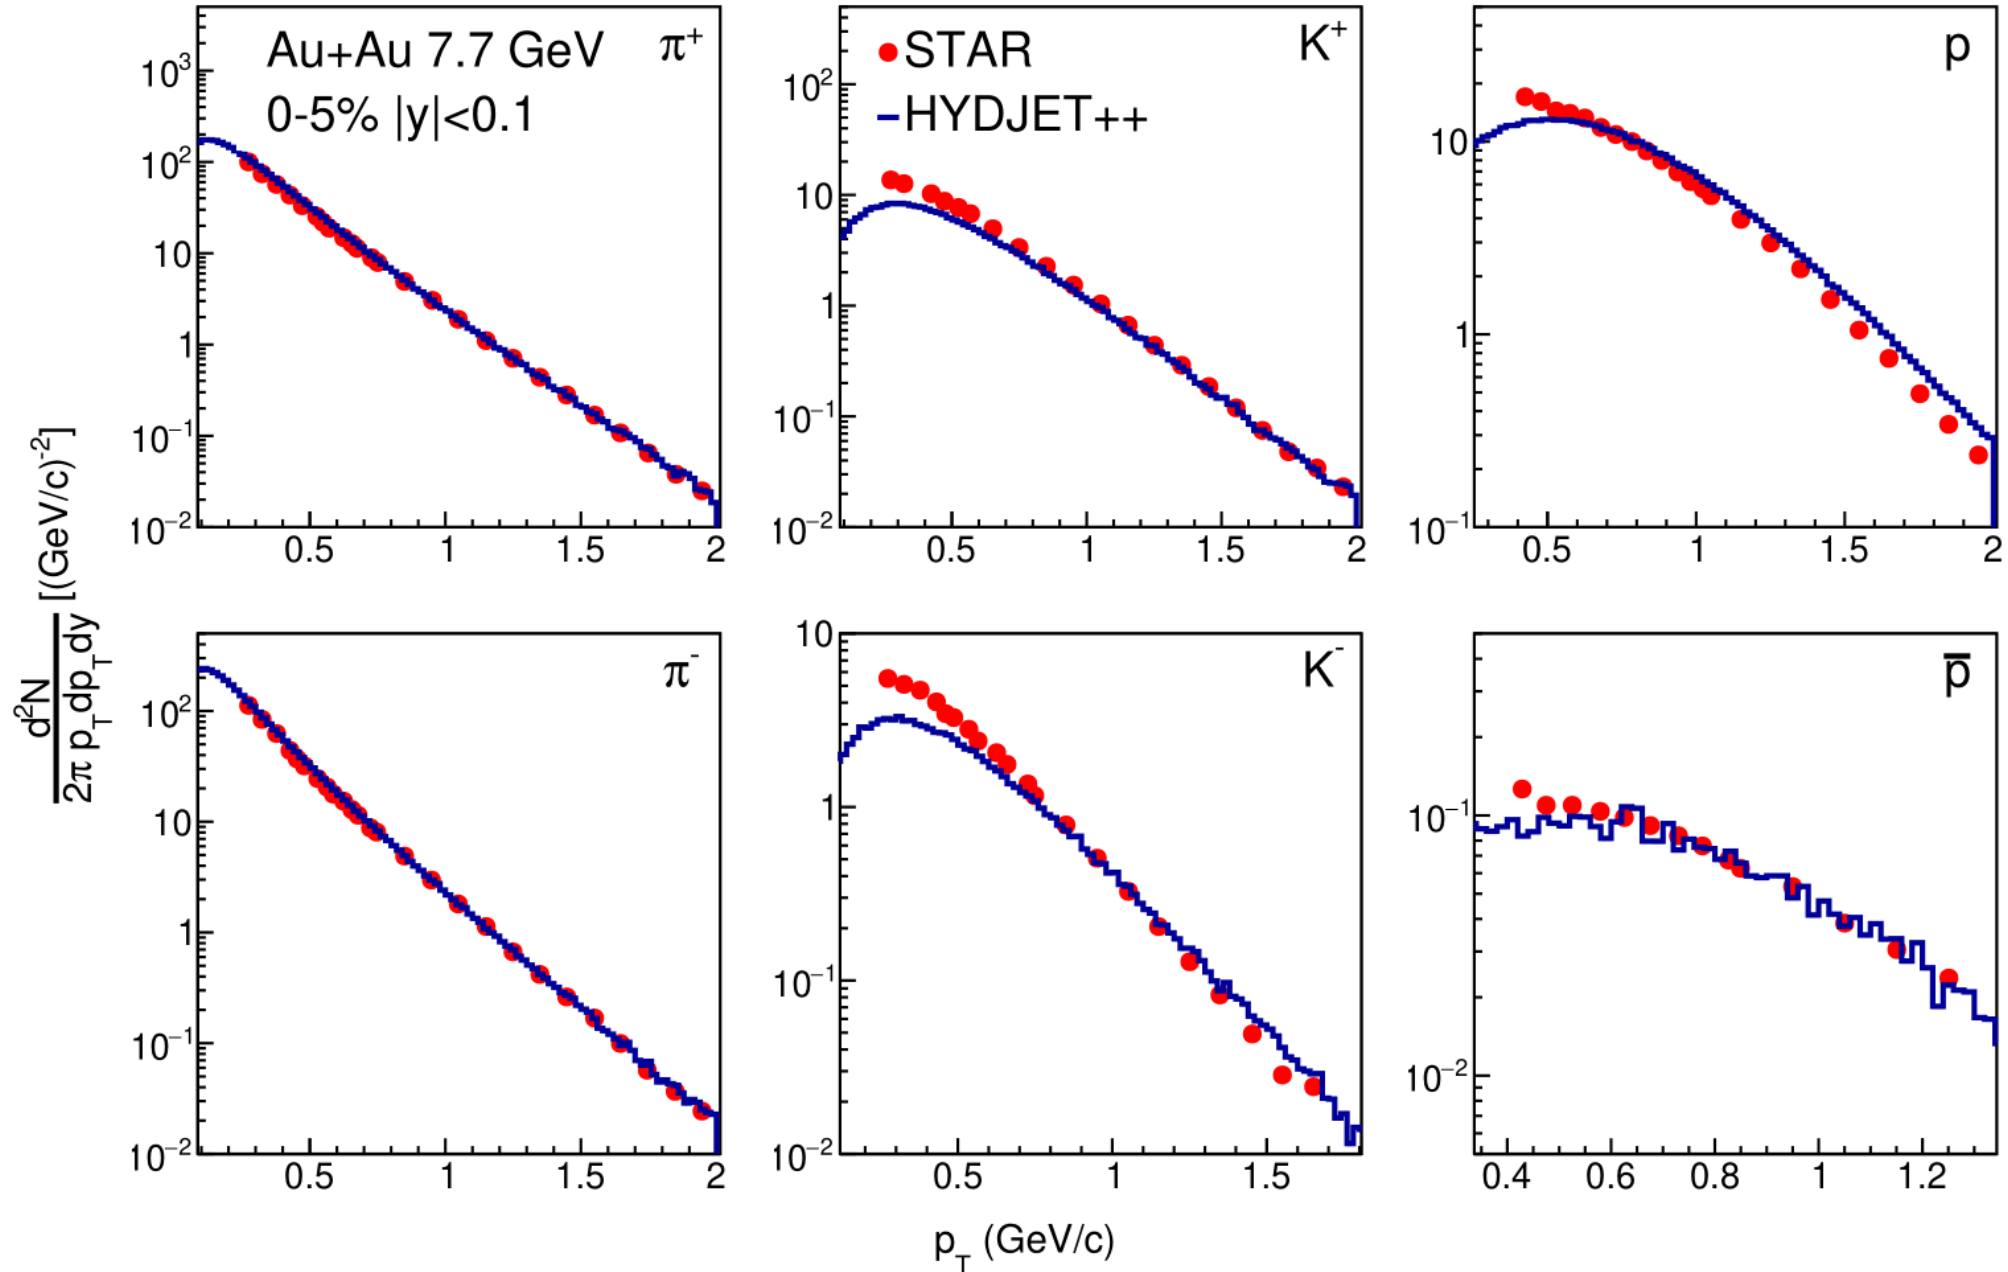 Au+Au 7.7 GeV π⁺
0-5% |y|<0.1
10³
10²
10
1
10⁻¹
10⁻²
0.5 1 1.5 2
STAR K⁺
HYDJET++
10²
10
1
10⁻¹
10⁻²
0.5 1 1.5 2
p
10
1
10⁻¹
0.5 1 1.5 2
d²N
2π p_T dp_T dy
[(GeV/c)⁻²]
π⁻
10²
10
1
10⁻¹
10⁻²
0.5 1 1.5 2
K⁻
10
1
10⁻¹
10⁻²
0.5 1 1.5
p̅
10⁻¹
10⁻²
0.4 0.6 0.8 1 1.2
p_T (GeV/c)